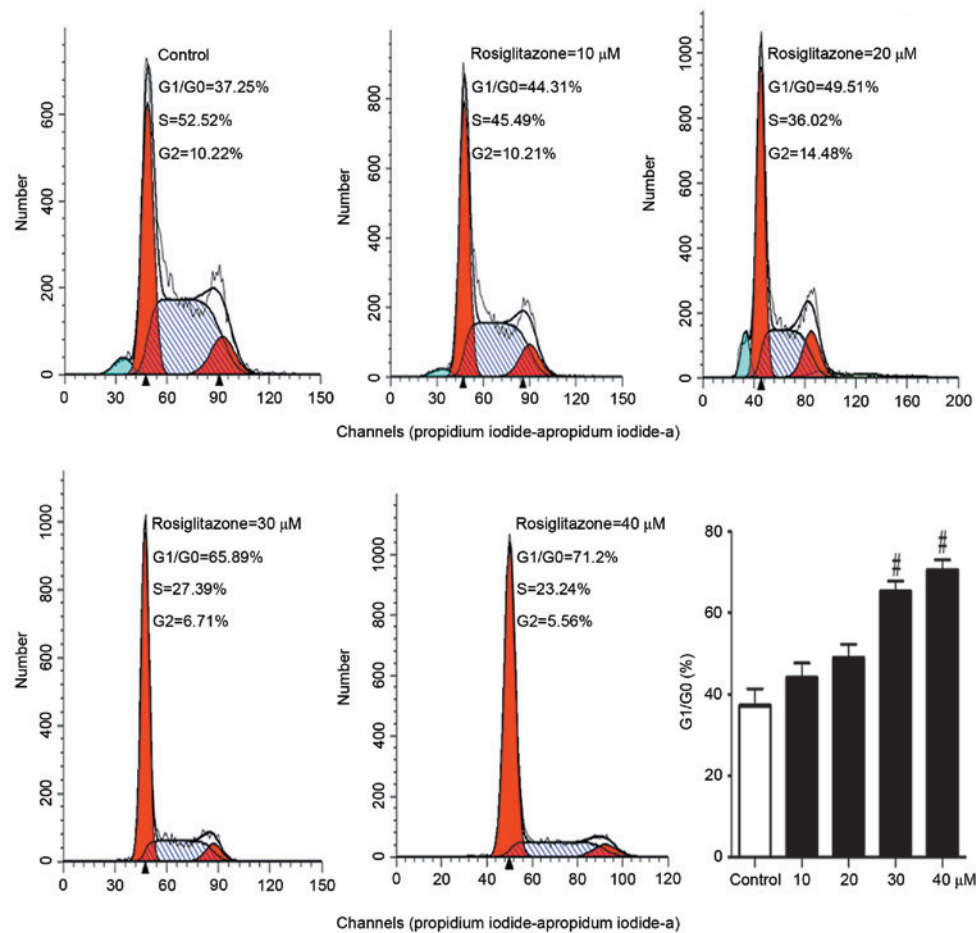 Control
G1/G0=37.25%
S=52.52%
G2=10.22%
Number
600
400
200
0
0 30 60 90 120 150
Rosiglitazone=10 μM
G1/G0=44.31%
S=45.49%
G2=10.21%
Number
800
600
400
200
0
0 30 60 90 120 150
Rosiglitazone=20 μM
G1/G0=49.51%
S=36.02%
G2=14.48%
Number
1000
800
600
400
200
0
0 40 80 120 160 200
Channels (propidium iodide-apropidum iodide-a)
Rosiglitazone=30 μM
G1/G0=65.89%
S=27.39%
G2=6.71%
Number
1000
800
600
400
200
0
0 30 60 90 120 150
Rosiglitazone=40 μM
G1/G0=71.2%
S=23.24%
G2=5.56%
Number
1000
800
600
400
200
0
0 20 40 60 80 100 120
Channels (propidium iodide-apropidum iodide-a)
G1/G0 (%)
80
60
40
20
0
# #
Control 10 20 30 40 μM